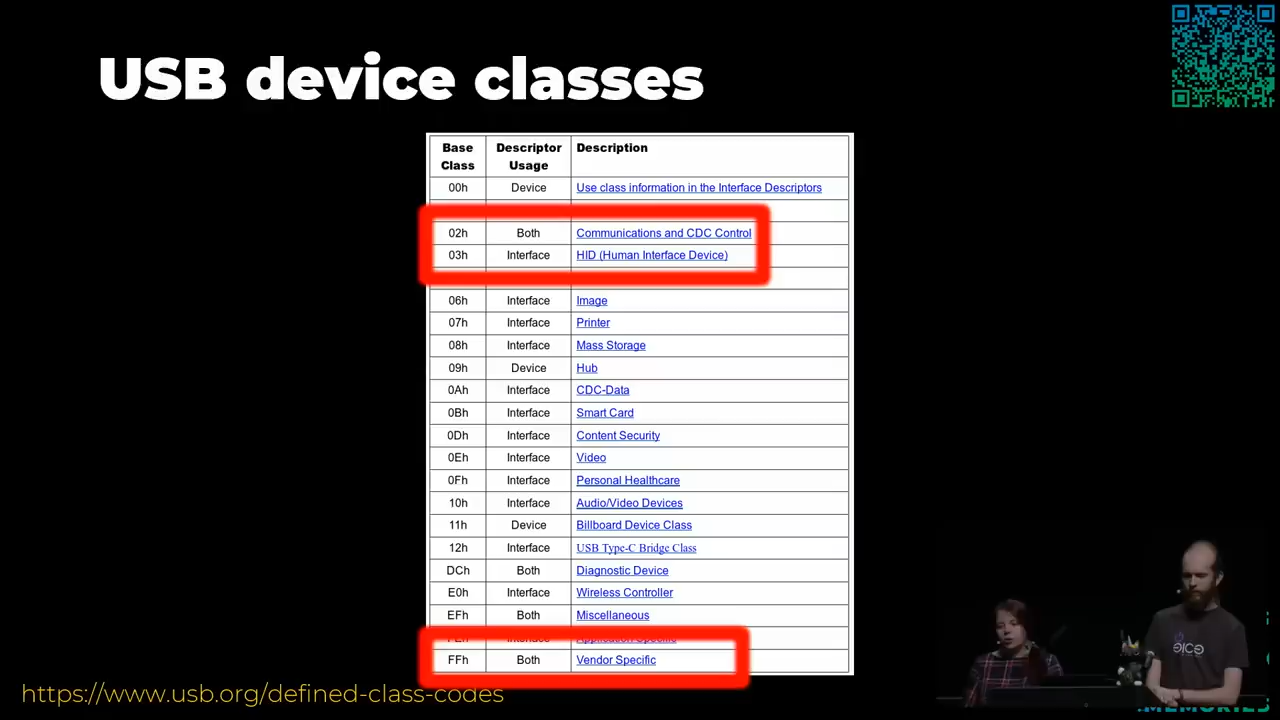 USB device classes
Base Class Descriptor Usage Description
00h Device Use class information in the Interface Descriptors
02h Both Communications and CDC Control
03h Interface HID (Human Interface Device)
06h Interface Image
07h Interface Printer
08h Interface Mass Storage
09h Device Hub
0Ah Interface CDC-Data
0Bh Interface Smart Card
0Dh Interface Content Security
0Eh Interface Video
0Fh Interface Personal Healthcare
10h Interface Audio/Video Devices
11h Device Billboard Device Class
12h Interface USB Type-C Bridge Class
DCh Both Diagnostic Device
E0h Interface Wireless Controller
EFh Both Miscellaneous
FEh Interface Application Specific
FFh Both Vendor Specific
https://www.usb.org/defined-class-codes